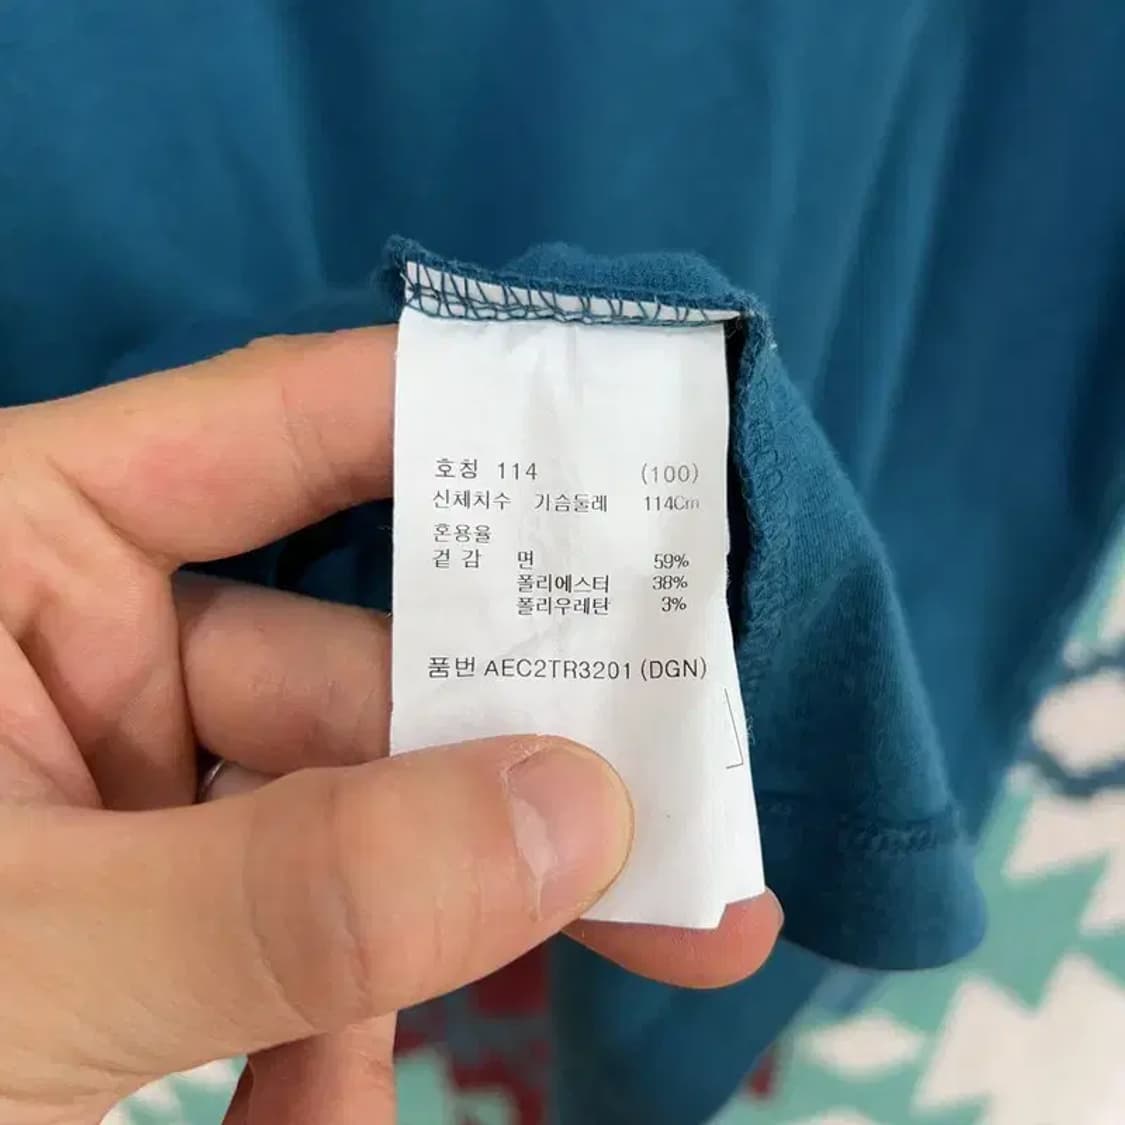 호칭 114 (100)
신체치수 가슴둘레 114Cm
혼용율
겉감 면 59%
폴리에스터 38%
폴리우레탄 3%
품번 AEC2TR3201 (DGN)